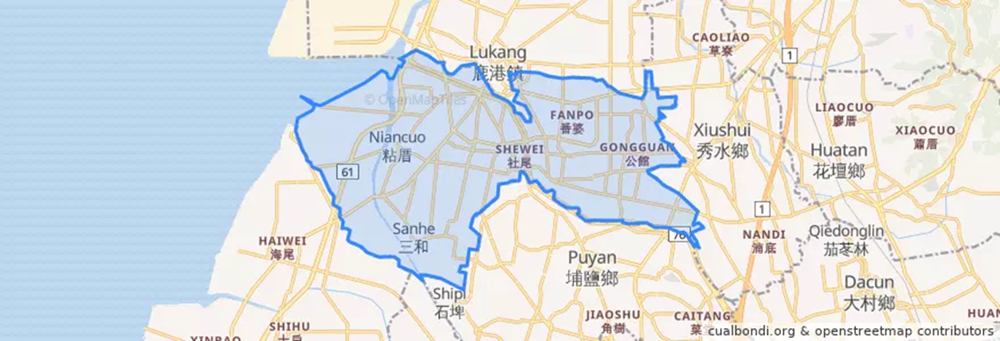 Lukang
鹿港鎮
CAOLIAO
草寮
1
© OpenMapTiles
LIAOCUO
廖厝
FANPO
番婆
XIAOCUO
蕭厝
Xiushui
秀水鄉
Niancuo
粘厝
SHEWEI
社尾
GONGGUAN
公館
Huatan
花壇鄉
61
1
Sanhe
三和
HAIWEI
海尾
76
NANDI
湳底
Qiedonglin
茄苳林
Puyan
埔鹽鄉
Dacun
大村鄉
Shipi
石埤
JIAOSHU
角樹
CAITANG
菜
HUAN
SHIHU
XINBAO
cualbondi.org & openstreetmap contributors